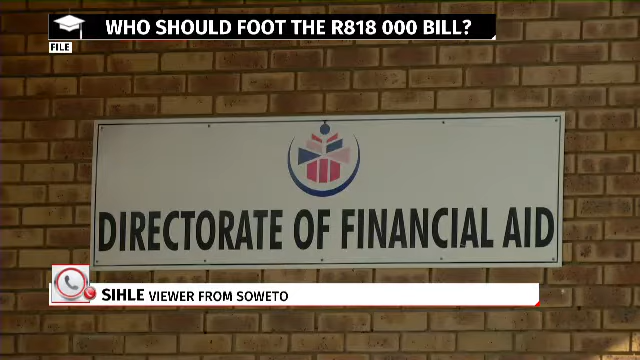 WHO SHOULD FOOT THE R818 000 BILL?
FILE
DIRECTORATE OF FINANCIAL AID
SIHLE VIEWER FROM SOWETO